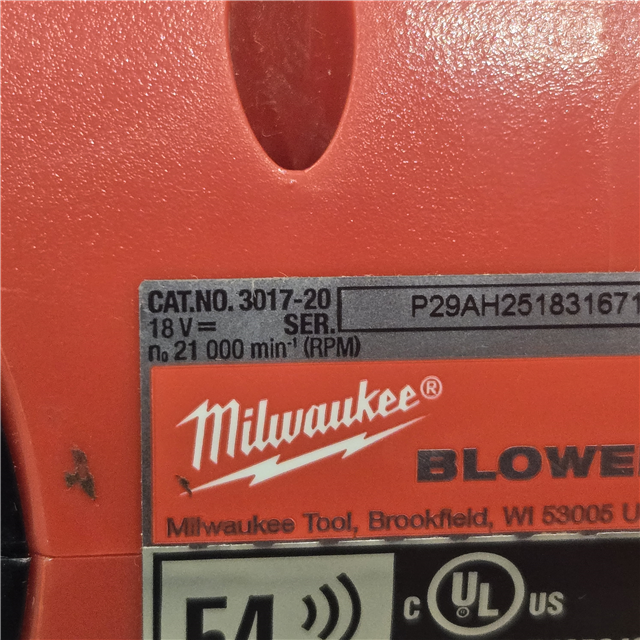 CAT.NO. 3017-20
18 V⎓ SER. P29AH251831671
n₀ 21 000 min⁻¹ (RPM)
Milwaukee®
BLOWE
Milwaukee Tool, Brookfield, WI 53005 U
54
C UL US